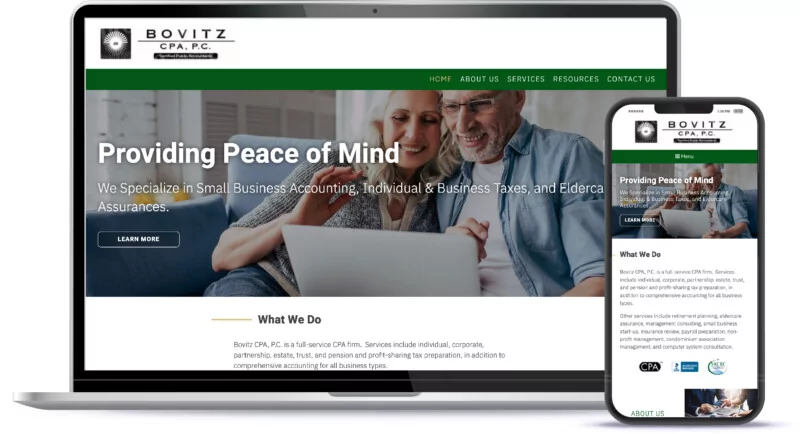 BOVITZ
CPA, P.C.
Certified Public Accountants
HOME ABOUT US SERVICES RESOURCES CONTACT US
Providing Peace of Mind
We Specialize in Small Business Accounting, Individual & Business Taxes, and Elderca
Assurances.
LEARN MORE
What We Do
Bovitz CPA, P.C. is a full-service CPA firm. Services include individual, corporate,
partnership, estate, trust, and pension and profit-sharing tax preparation, in addition to
comprehensive accounting for all business types.
BOVITZ
CPA, P.C.
Certified Public Accountants
Menu
Providing Peace of Mind
We Specialize in Small Business Accounting,
Individual & Business Taxes, and Eldercare
Assurances.
LEARN MORE
What We Do
Bovitz CPA, P.C. is a full-service CPA firm. Services
include individual, corporate, partnership, estate, trust,
and pension and profit-sharing tax preparation, in
addition to comprehensive accounting for all business
types.
Other services include retirement planning, eldercare
assurance, management consulting, small business
start-us, insurance review, payroll preparation, non-
profit management, condominium association
management, and computer system consultation.
CPA
ABOUT US